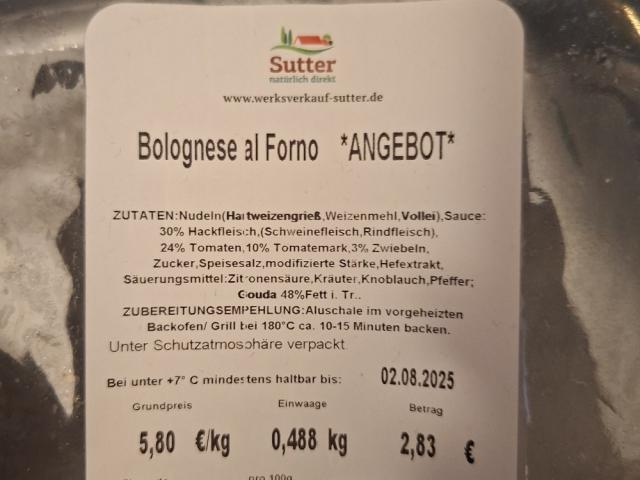 Sutter
natürlich direkt
www.werksverkauf-sutter.de
Bolognese al Forno *ANGEBOT*
ZUTATEN:Nudeln(Hartweizengrieß,Weizenmehl,Vollei),Sauce:
30% Hackfleisch,(Schweinefleisch,Rindfleisch),
24% Tomaten,10% Tomatemark,3% Zwiebeln,
Zucker,Speisesalz,modifizierte Stärke,Hefextrakt,
Säuerungsmittel:Zitronensäure,Kräuter,Knoblauch,Pfeffer;
Gouda 48%Fett i. Tr..
ZUBEREITUNGSEMPEHLUNG:Aluschale im vorgeheizten
Backofen/ Grill bei 180°C ca. 10-15 Minuten backen.
Unter Schutzatmosphäre verpackt.
Bei unter +7° C mindestens haltbar bis: 02.08.2025
Grundpreis Einwaage Betrag
5,80 €/kg 0,488 kg 2,83 €
pro 100g